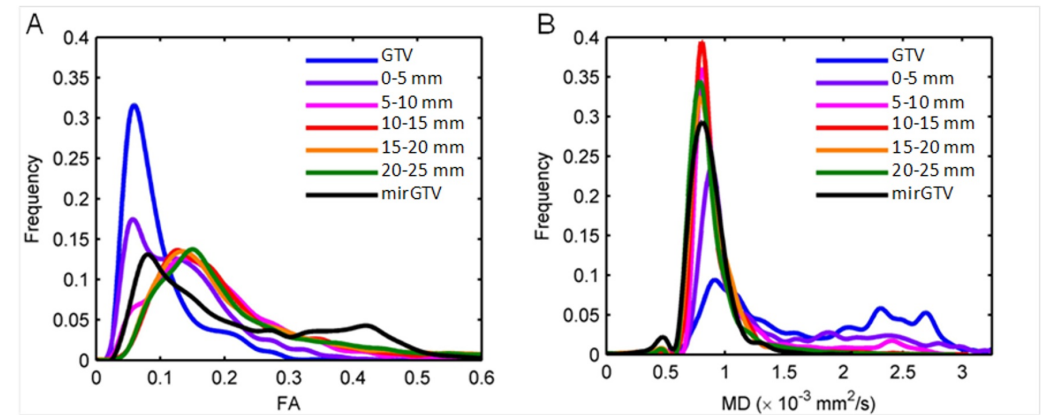 A
0.4
0.35
0.3
0.25
0.2
0.15
0.1
0.05
0
Frequency
0 0.1 0.2 0.3 0.4 0.5 0.6
FA
GTV
0-5 mm
5-10 mm
10-15 mm
15-20 mm
20-25 mm
mirGTV
B
0.4
0.35
0.3
0.25
0.2
0.15
0.1
0.05
0
Frequency
0 0.5 1 1.5 2 2.5 3
MD (× 10⁻³ mm²/s)
GTV
0-5 mm
5-10 mm
10-15 mm
15-20 mm
20-25 mm
mirGTV